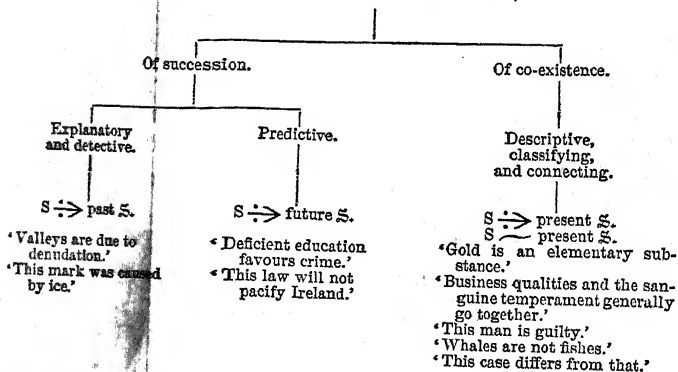 Of succession.
Of co-existence.
Explanatory
and detective.
Predictive.
Descriptive,
classifying,
and connecting.
S ÷> past S.
S ÷> future S.
S ÷> present S.
S ~ present S.
‘Valleys are due to
denudation.’
‘This mark was caused
by ice.’
‘Deficient education
favours crime.’
‘This law will not
pacify Ireland.’
‘Gold is an elementary sub-
stance.’
‘Business qualities and the san-
guine temperament generally
go together.’
‘This man is guilty.’
‘Whales are not fishes.’
‘This case differs from that.’